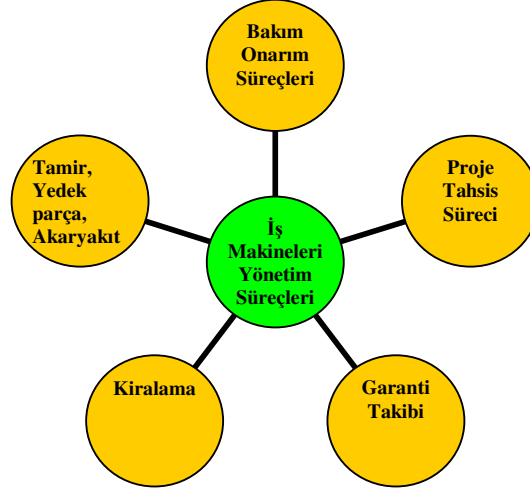 Bakım
Onarım
Süreçleri
Tamir,
Yedek
parça,
Akaryakıt
Proje
Tahsis
Süreci
İş
Makineleri
Yönetim
Süreçleri
Kiralama
Garanti
Takibi